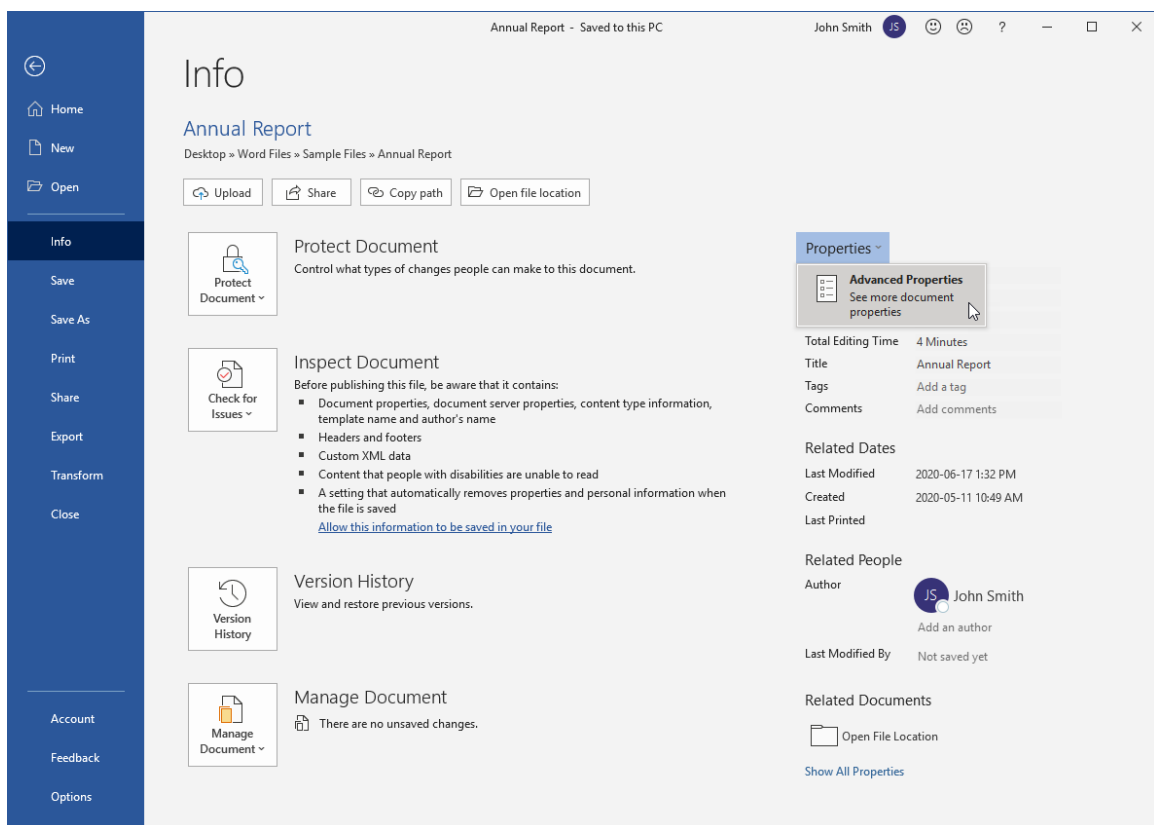 Annual Report - Saved to this PC
John Smith
JS
?
Info
Home
New
Open
Info
Save
Save As
Print
Share
Export
Transform
Close
Account
Feedback
Options
Annual Report
Desktop » Word Files » Sample Files » Annual Report
Upload
Share
Copy path
Open file location
Protect
Document
Protect Document
Control what types of changes people can make to this document.
Check for
Issues
Inspect Document
Before publishing this file, be aware that it contains:
Document properties, document server properties, content type information,
template name and author's name
Headers and footers
Custom XML data
Content that people with disabilities are unable to read
A setting that automatically removes properties and personal information when
the file is saved
Allow this information to be saved in your file
Version
History
Version History
View and restore previous versions.
Manage
Document
Manage Document
There are no unsaved changes.
Properties
Advanced Properties
See more document
properties
Total Editing Time 4 Minutes
Title Annual Report
Tags Add a tag
Comments Add comments
Related Dates
Last Modified 2020-06-17 1:32 PM
Created 2020-05-11 10:49 AM
Last Printed
Related People
Author
JS John Smith
Add an author
Last Modified By Not saved yet
Related Documents
Open File Location
Show All Properties